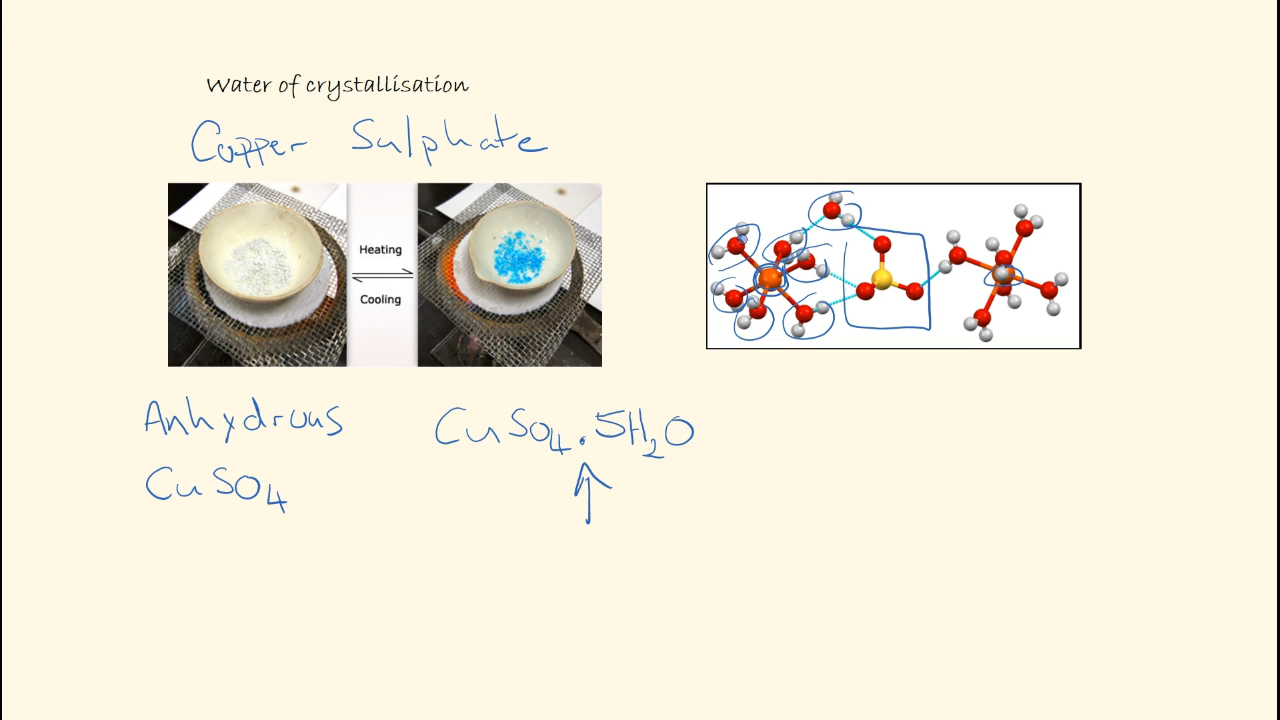 Water of crystallisation
Copper Sulphate
Heating
Cooling
Anhydrous
CuSO4
CuSO4.5H2O